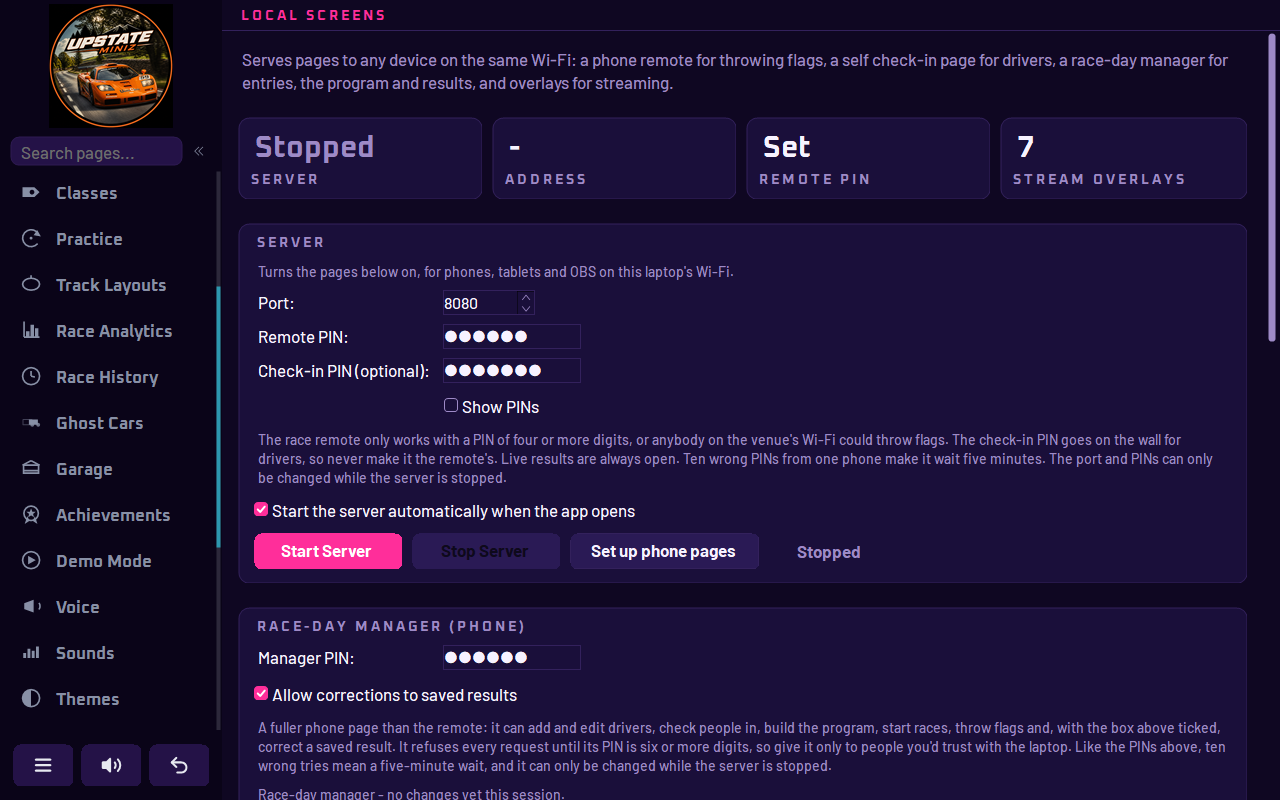 LOCAL SCREENS
UPSTATE
MINIZ
Search pages...
«
Classes
Practice
Track Layouts
Race Analytics
Race History
Ghost Cars
Garage
Achievements
Demo Mode
Voice
Sounds
Themes
Serves pages to any device on the same Wi-Fi: a phone remote for throwing flags, a self check-in page for drivers, a race-day manager for
entries, the program and results, and overlays for streaming.
Stopped
SERVER
-
ADDRESS
Set
REMOTE PIN
7
STREAM OVERLAYS
SERVER
Turns the pages below on, for phones, tablets and OBS on this laptop's Wi-Fi.
Port: 8080
Remote PIN: ●●●●●●
Check-in PIN (optional): ●●●●●●●
Show PINs
The race remote only works with a PIN of four or more digits, or anybody on the venue's Wi-Fi could throw flags. The check-in PIN goes on the wall for
drivers, so never make it the remote's. Live results are always open. Ten wrong PINs from one phone make it wait five minutes. The port and PINs can only
be changed while the server is stopped.
Start the server automatically when the app opens
Start Server Stop Server Set up phone pages Stopped
RACE-DAY MANAGER (PHONE)
Manager PIN: ●●●●●●
Allow corrections to saved results
A fuller phone page than the remote: it can add and edit drivers, check people in, build the program, start races, throw flags and, with the box above ticked,
correct a saved result. It refuses every request until its PIN is six or more digits, so give it only to people you'd trust with the laptop. Like the PINs above, ten
wrong tries mean a five-minute wait, and it can only be changed while the server is stopped.
Race-day manager - no changes yet this session.